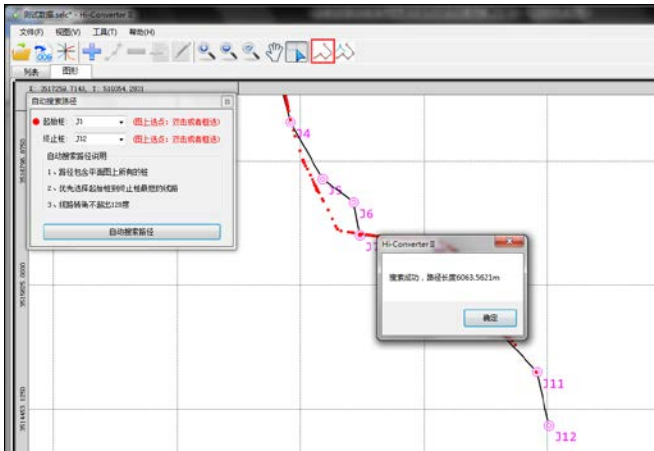 测试数据.selc* - Hi-Converter II
文件(F) 视图(V) 工具(T) 帮助(H)
列表 图形
自动搜索路径
起始桩: J1 (图上选点：双击或者框选)
终止桩: J12 (图上选点：双击或者框选)
自动搜索路径说明
1、路径包含平面图上所有的桩
2、优先选择起始桩到终止桩最短的线路
3、线路转角不超出120度
自动搜索路径
J4
J5
J6
J7
Hi-Converter II
搜索成功，路径长度6063.5621m
确定
J11
J12